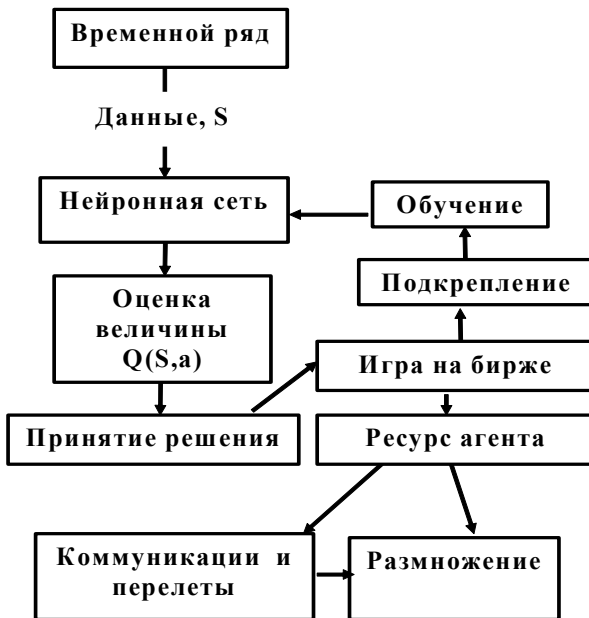 Временной ряд
Данные, S
Нейронная сеть
Обучение
Оценка
величины
Q(S,a)
Подкрепление
Игра на бирже
Принятие решения
Ресурс агента
Коммуникации и
перелеты
Размножение